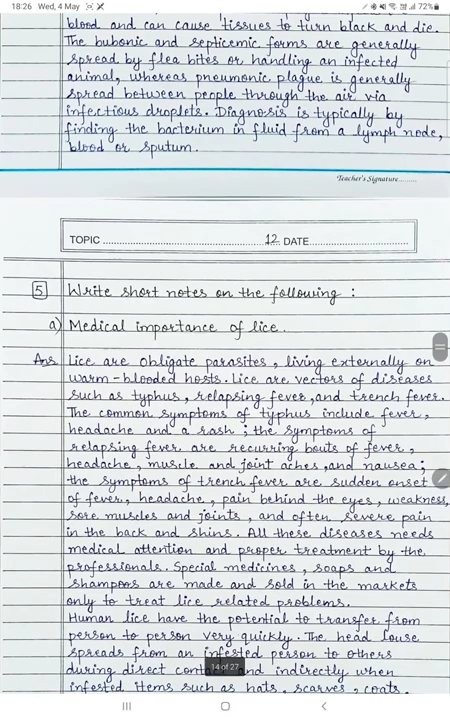 18:26 Wed, 4 May
72%
blood and can cause tissues to turn black and die.
The bubonic and septicemic forms are generally
spread by flea bites or handling an infected
animal, whereas pneumonic plague is generally
spread between people through the air via
infectious droplets. Diagnosis is typically by
finding the bacterium in fluid from a lymph node,
blood or sputum.
Teacher's Signature..........
TOPIC .......................................... 12 DATE..............................
5 Write short notes on the following :
a) Medical importance of lice.
Ans Lice are obligate parasites, living externally on
warm-blooded hosts. Lice are vectors of diseases
such as typhus, relapsing fever, and trench fever.
The common symptoms of typhus include fever,
headache and a rash ; the symptoms of
relapsing fever are recurring bouts of fever,
headache, muscle and joint aches, and nausea;
the symptoms of trench fever are sudden onset
of fever, headache, pain behind the eyes, weakness,
sore muscles and joints, and often severe pain
in the back and shins. All these diseases needs
medical attention and proper treatment by the
professionals. Special medicines, soaps and
shampoos are made and sold in the markets
only to treat lice related problems.
Human lice have the potential to transfer from
person to person very quickly. The head louse
spreads from an infested person to others
during direct and indirectly when
14 of 27
infested items such as hats, scarves, coats,